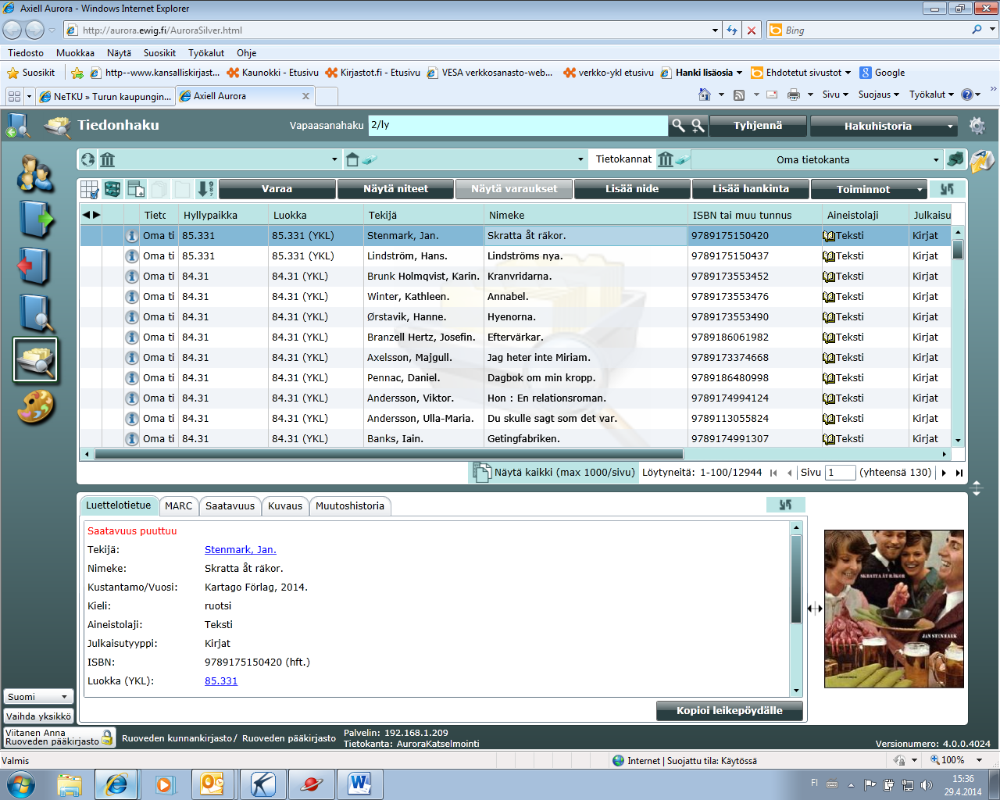 Axiell Aurora - Windows Internet Explorer
http://aurora.ewig.fi/AuroraSilver.html
Bing
Tiedosto Muokkaa Näytä Suosikit Työkalut Ohje
Suosikit http--www.kansalliskirjast... Kaunokki - Etusivu Kirjastot.fi - Etusivu VESA verkkosanasto-web... verkko-ykl etusivu Hanki lisäosia Ehdotetut sivustot Google
NeTKU » Turun kaupungin... Axiell Aurora Sivu Suojaus Työkalut
Tiedonhaku Vapaasanahaku 2/ly Tyhjennä Hakuhistoria
Tietokannat Oma tietokanta
Varaa Näytä niteet Näytä varaukset Lisää nide Lisää hankinta Toiminnot
Tietc Hyllypaikka Luokka Tekijä Nimeke ISBN tai muu tunnus Aineistolaji Julkaisu
Oma ti 85.331 85.331 (YKL) Stenmark, Jan. Skratta åt räkor. 9789175150420 Teksti Kirjat
Oma ti 85.331 85.331 (YKL) Lindström, Hans. Lindströms nya. 9789175150437 Teksti Kirjat
Oma ti 84.31 84.31 (YKL) Brunk Holmqvist, Karin. Kranvridarna. 9789173553452 Teksti Kirjat
Oma ti 84.31 84.31 (YKL) Winter, Kathleen. Annabel. 9789173553476 Teksti Kirjat
Oma ti 84.31 84.31 (YKL) Ørstavik, Hanne. Hyenorna. 9789173553490 Teksti Kirjat
Oma ti 84.31 84.31 (YKL) Branzell Hertz, Josefin. Eftervärkar. 9789186061982 Teksti Kirjat
Oma ti 84.31 84.31 (YKL) Axelsson, Majgull. Jag heter inte Miriam. 9789173374668 Teksti Kirjat
Oma ti 84.31 84.31 (YKL) Pennac, Daniel. Dagbok om min kropp. 9789186480998 Teksti Kirjat
Oma ti 84.31 84.31 (YKL) Andersson, Viktor. Hon : En relationsroman. 9789174994124 Teksti Kirjat
Oma ti 84.31 84.31 (YKL) Andersson, Ulla-Maria. Du skulle sagt som det var. 9789113055824 Teksti Kirjat
Oma ti 84.31 84.31 (YKL) Banks, Iain. Getingfabriken. 9789174991307 Teksti Kirjat
Näytä kaikki (max 1000/sivu) Löytyneitä: 1-100/12944 Sivu 1 (yhteensä 130)
Luettelotietue MARC Saatavuus Kuvaus Muutoshistoria
Saatavuus puuttuu
Tekijä: Stenmark, Jan.
Nimeke: Skratta åt räkor.
Kustantamo/Vuosi: Kartago Förlag, 2014.
Kieli: ruotsi
Aineistolaji: Teksti
Julkaisutyyppi: Kirjat
ISBN: 9789175150420 (hft.)
Luokka (YKL): 85.331
SKRATTA ÅT RÄKOR
JAN STENMARK
Kopioi leikepöydälle
Suomi
Vaihda yksikkö
Viitanen Anna
Ruoveden pääkirjasto
Ruoveden kunnankirjasto/ Ruoveden pääkirjasto
Palvelin: 192.168.1.209
Tietokanta: AuroraKatselmointi
Versionumero: 4.0.0.4024
Valmis Internet | Suojattu tila: Käytössä 100%
FI 15:36
29.4.2014